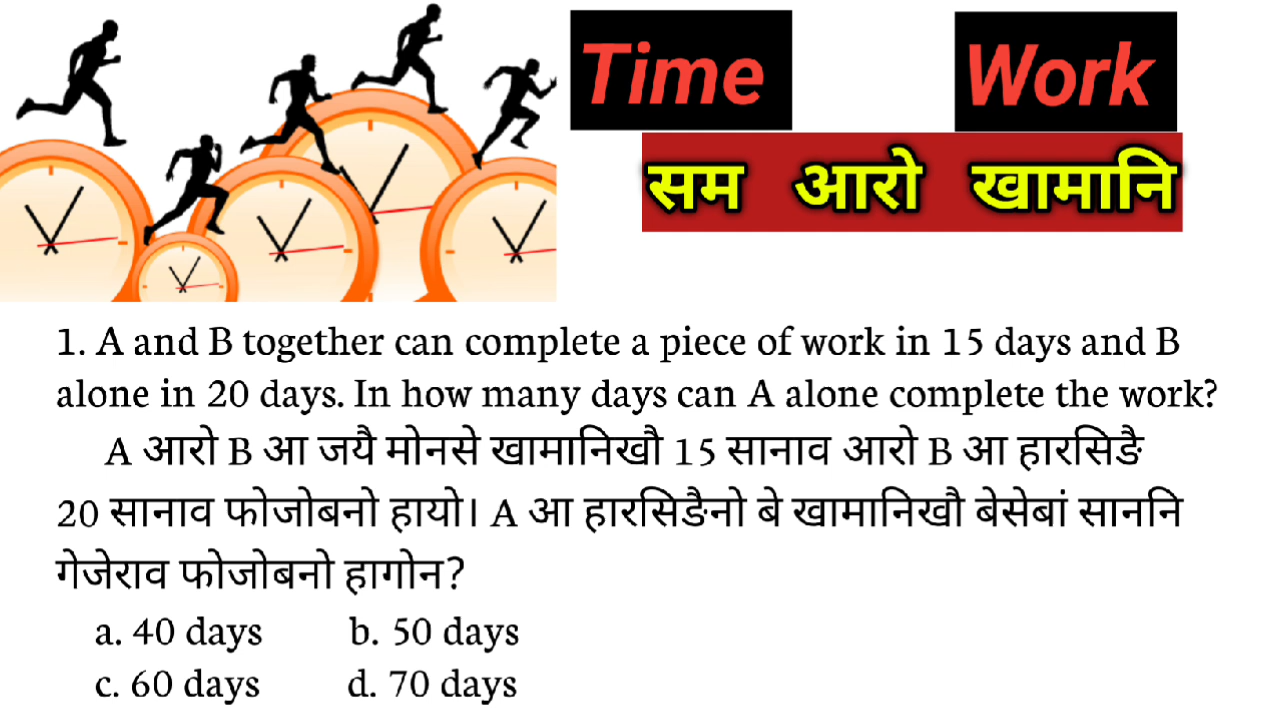 Time Work
सम आरो खामानि
1. A and B together can complete a piece of work in 15 days and B
alone in 20 days. In how many days can A alone complete the work?
A आरो B आ जयै मोनसे खामानिखौ 15 सानाव आरो B आ हारसिङै
20 सानाव फोजोबनो हायो। A आ हारसिङैनो बे खामानिखौ बेसेबां साननि
गेजेराव फोजोबनो हागोन?
a. 40 days b. 50 days
c. 60 days d. 70 days